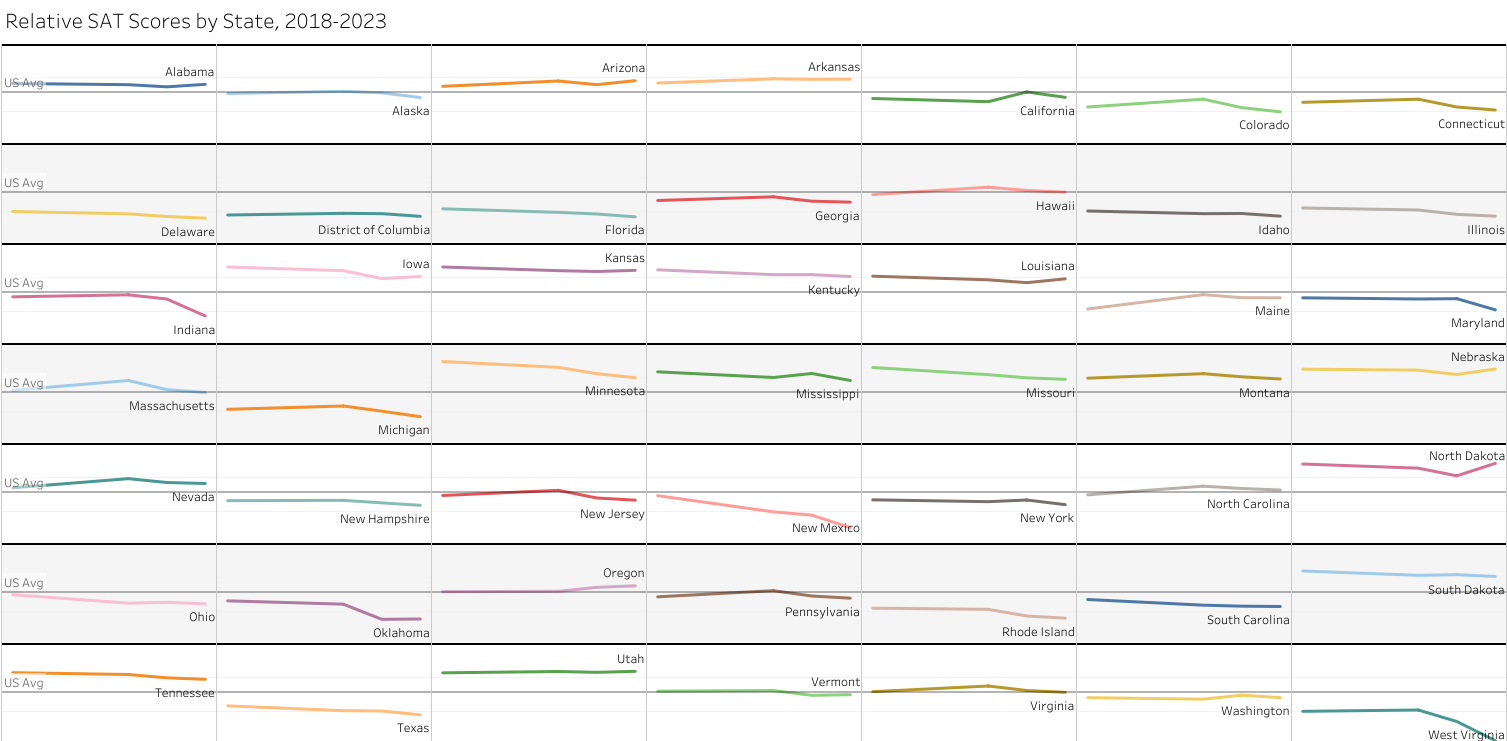 Relative SAT Scores by State, 2018-2023
US Avg
Alabama
Alaska
Arizona
Arkansas
California
Colorado
Connecticut
US Avg
Delaware
District of Columbia
Florida
Georgia
Hawaii
Idaho
Illinois
US Avg
Indiana
Iowa
Kansas
Kentucky
Louisiana
Maine
Maryland
US Avg
Massachusetts
Michigan
Minnesota
Mississippi
Missouri
Montana
Nebraska
US Avg
Nevada
New Hampshire
New Jersey
New Mexico
New York
North Carolina
North Dakota
US Avg
Ohio
Oklahoma
Oregon
Pennsylvania
Rhode Island
South Carolina
South Dakota
US Avg
Tennessee
Texas
Utah
Vermont
Virginia
Washington
West Virginia